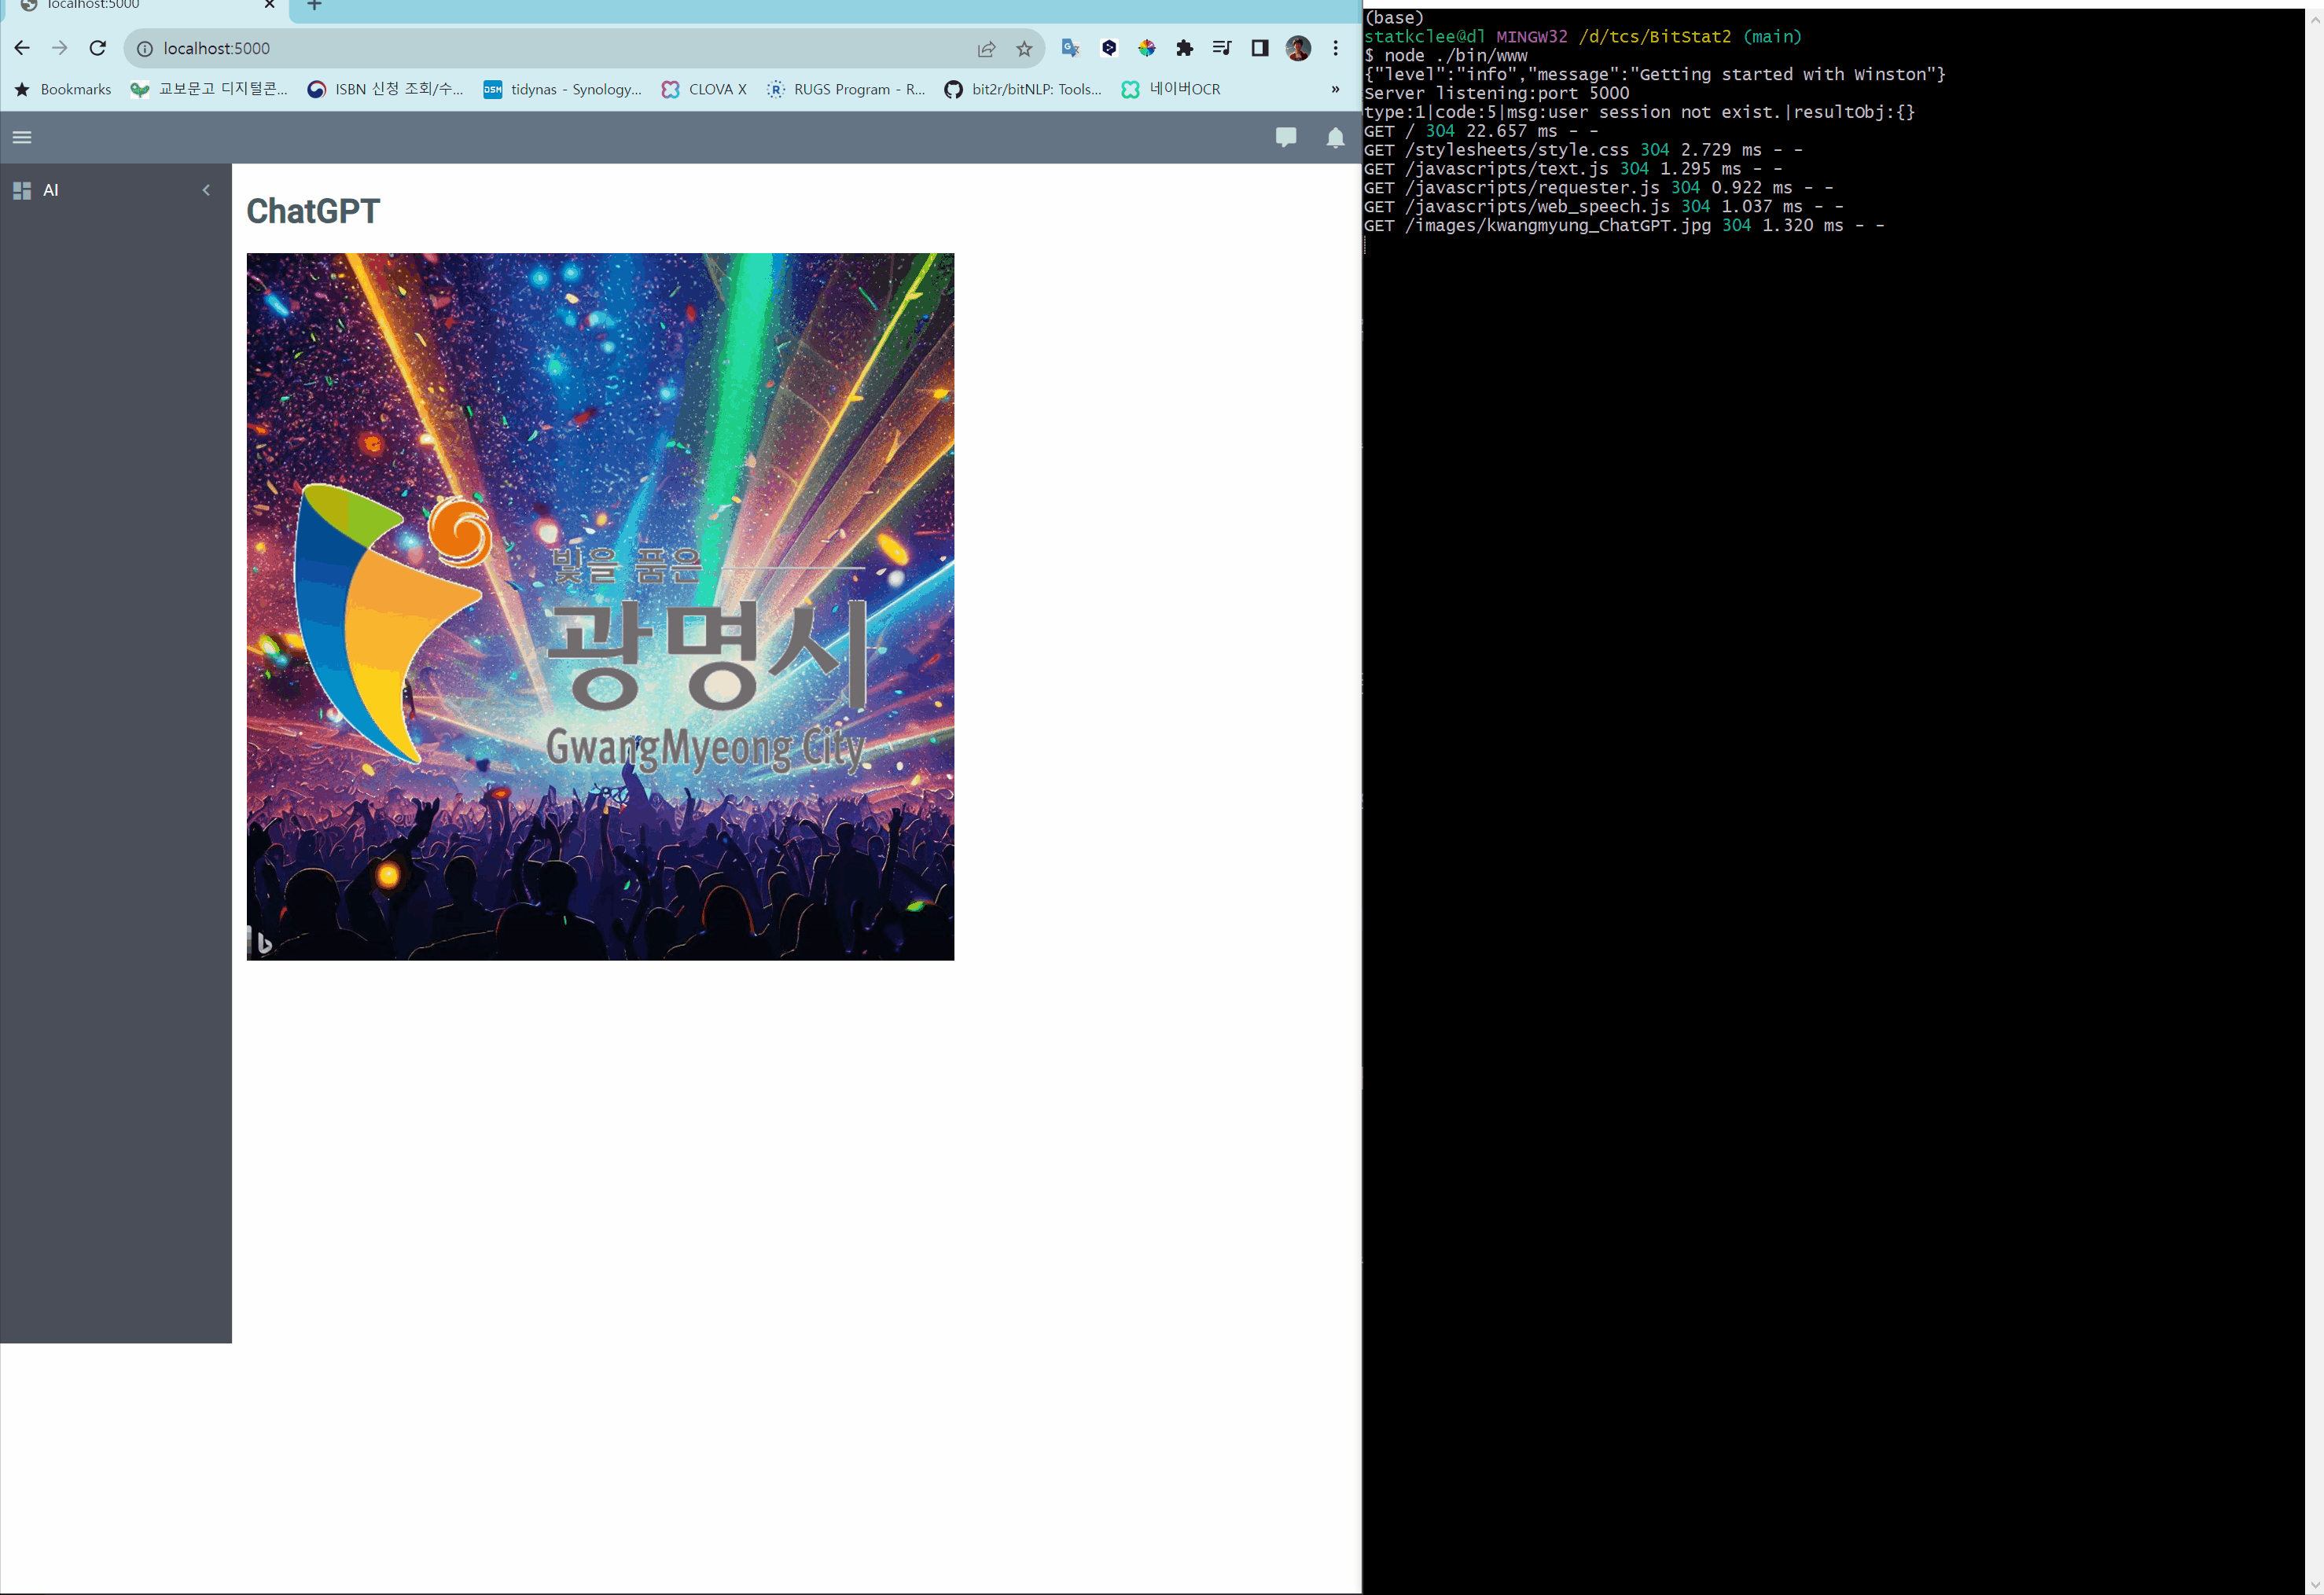 localhost:5000
localhost:5000
Bookmarks 교보문고 디지털콘... ISBN 신청 조회/수... DSM tidynas - Synology... CLOVA X R RUGS Program - R... bit2r/bitNLP: Tools... 네이버OCR »
AI
ChatGPT
빛을 품은
광명시
GwangMyeong City
b
(base)
statkclee@dl MINGW32 /d/tcs/BitStat2 (main)
$ node ./bin/www
{"level":"info","message":"Getting started with Winston"}
Server listening:port 5000
type:1|code:5|msg:user session not exist.|resultObj:{}
GET / 304 22.657 ms - -
GET /stylesheets/style.css 304 2.729 ms - -
GET /javascripts/text.js 304 1.295 ms - -
GET /javascripts/requester.js 304 0.922 ms - -
GET /javascripts/web_speech.js 304 1.037 ms - -
GET /images/kwangmyung_ChatGPT.jpg 304 1.320 ms - -